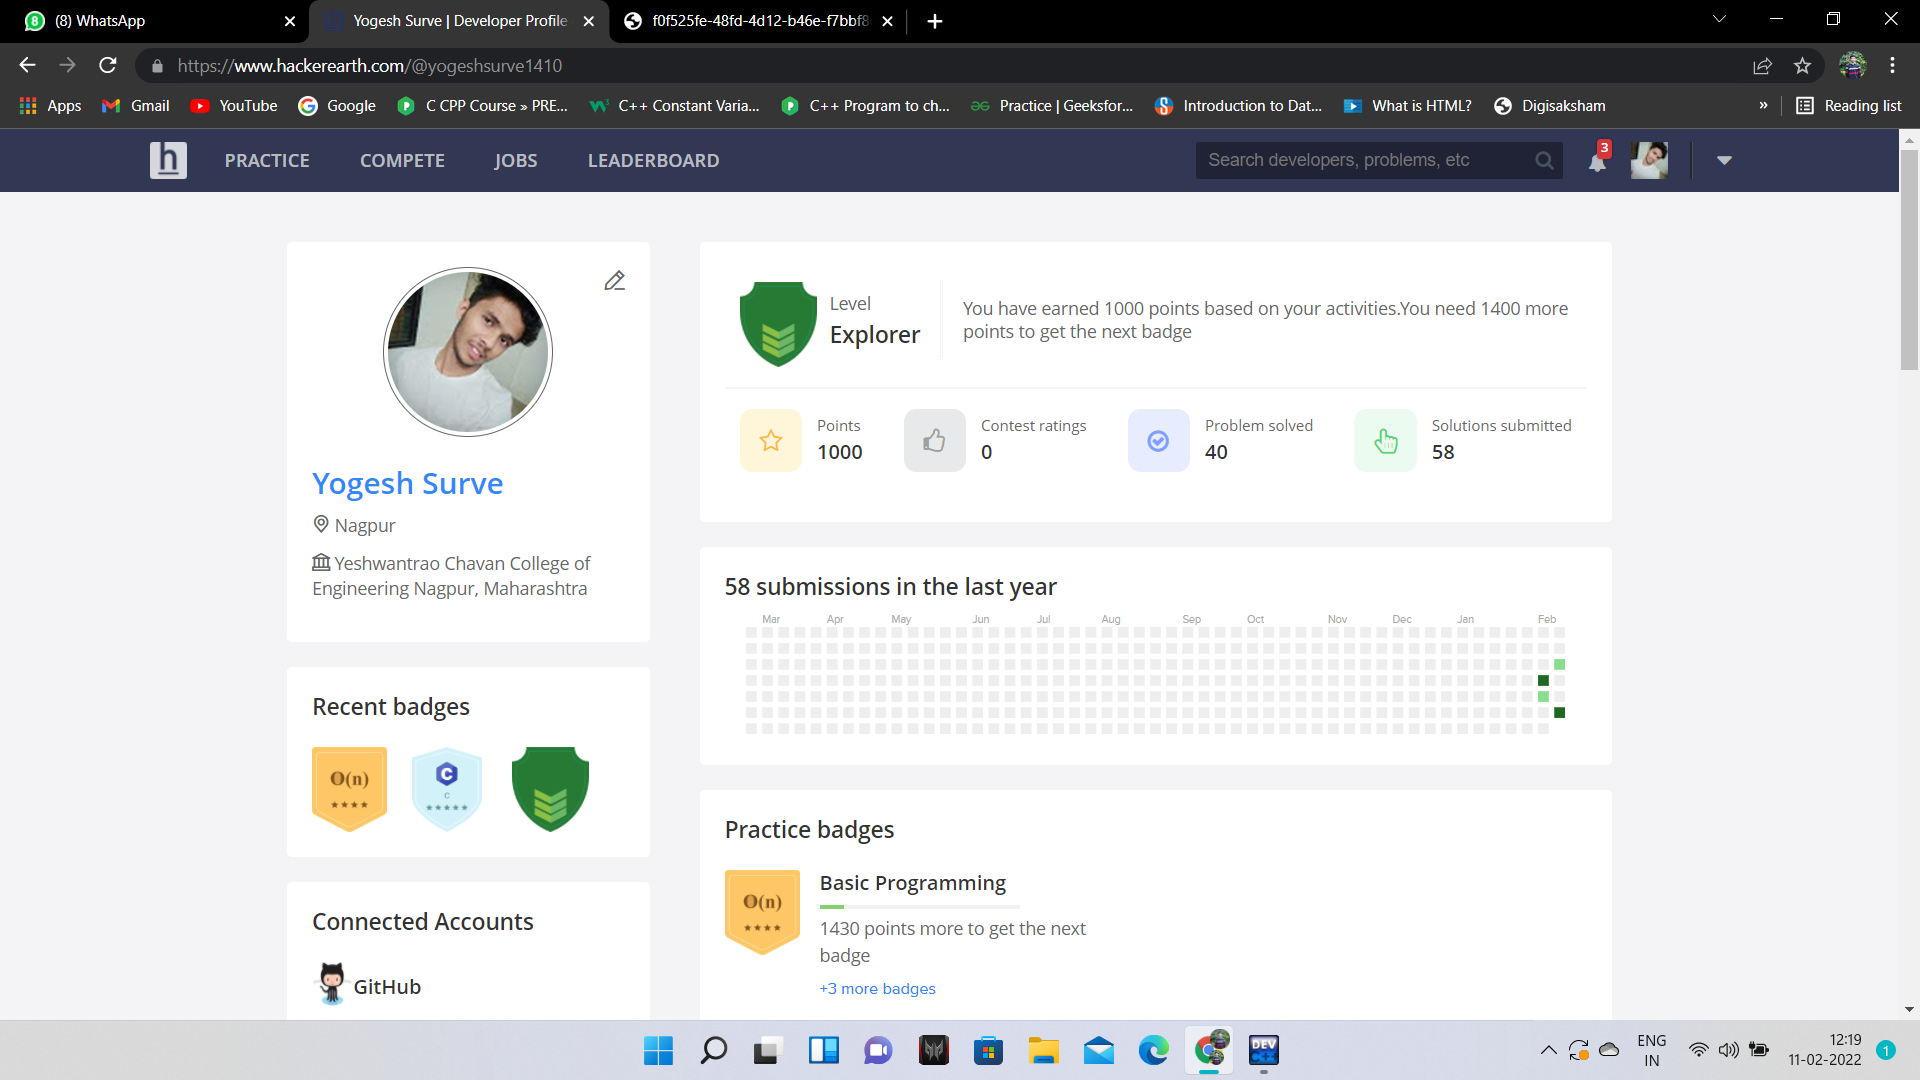 (8) WhatsApp
Yogesh Surve | Developer Profile
f0f525fe-48fd-4d12-b46e-f7bbf8
https://www.hackerearth.com/@yogeshsurve1410
Apps
Gmail
YouTube
Google
C CPP Course » PRE...
C++ Constant Varia...
C++ Program to ch...
Practice | Geeksfor...
Introduction to Dat...
What is HTML?
Digisaksham
»
Reading list
h
PRACTICE
COMPETE
JOBS
LEADERBOARD
Search developers, problems, etc
3
Yogesh Surve
Nagpur
Yeshwantrao Chavan College of
Engineering Nagpur, Maharashtra
Recent badges
O(n)
C
C
Connected Accounts
GitHub
Level
Explorer
You have earned 1000 points based on your activities.You need 1400 more
points to get the next badge
Points
1000
Contest ratings
0
Problem solved
40
Solutions submitted
58
58 submissions in the last year
Mar Apr May Jun Jul Aug Sep Oct Nov Dec Jan Feb
Practice badges
O(n)
Basic Programming
1430 points more to get the next
badge
+3 more badges
DEV
C++
ENG
IN
12:19
11-02-2022
1